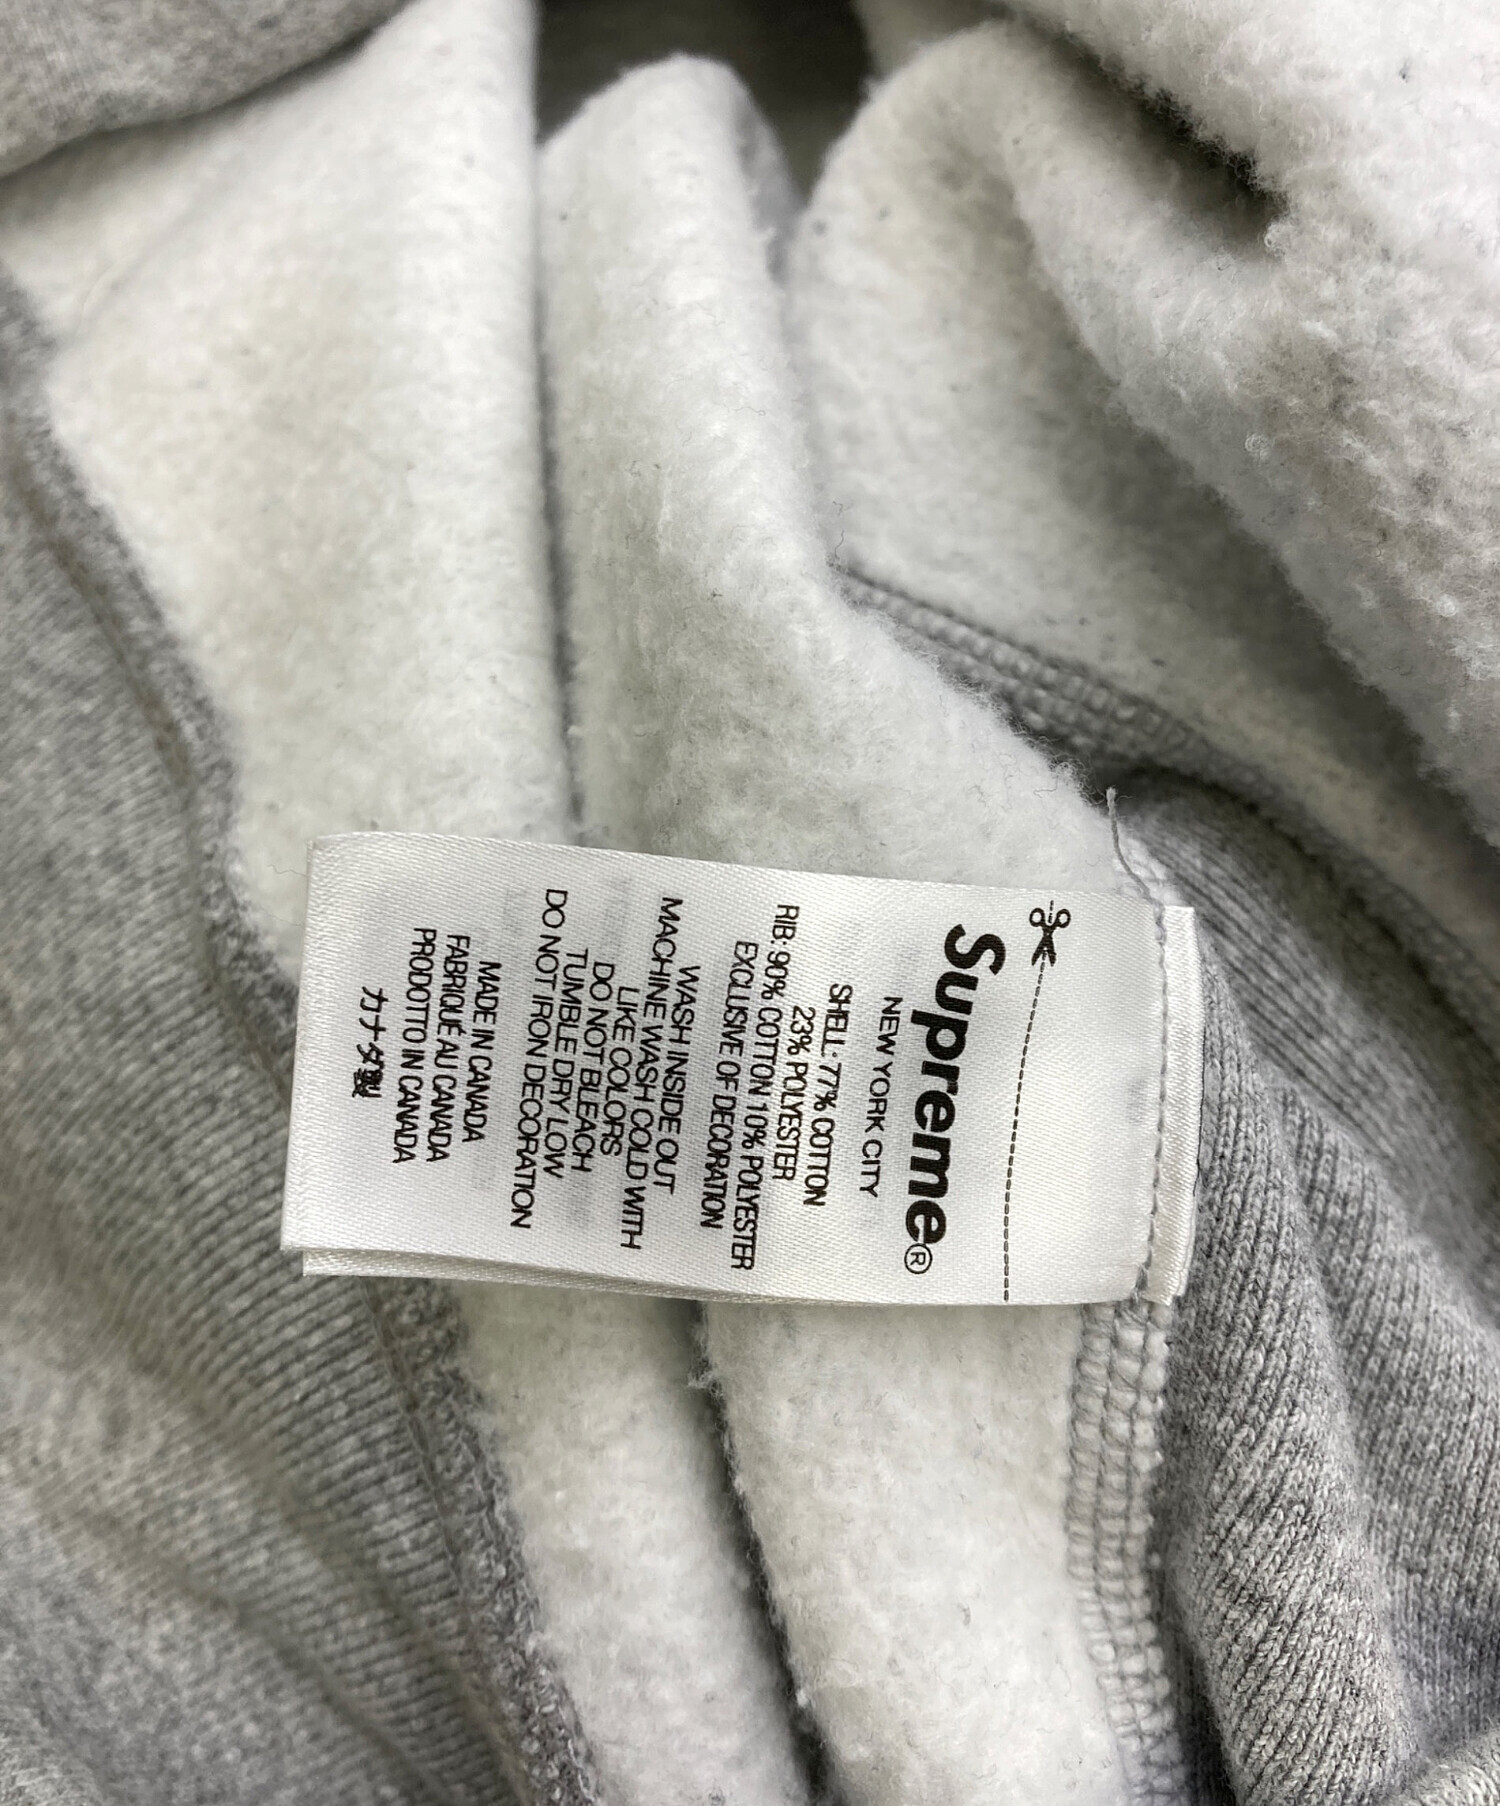 Supreme®
NEW YORK CITY
SHELL: 77% COTTON
23% POLYESTER
RIB: 90% COTTON 10% POLYESTER
EXCLUSIVE OF DECORATION
WASH INSIDE OUT
MACHINE WASH COLD WITH
LIKE COLORS
DO NOT BLEACH
TUMBLE DRY LOW
DO NOT IRON DECORATION
MADE IN CANADA
FABRIQUÉ AU CANADA
PRODOTTO IN CANADA
カナダ製